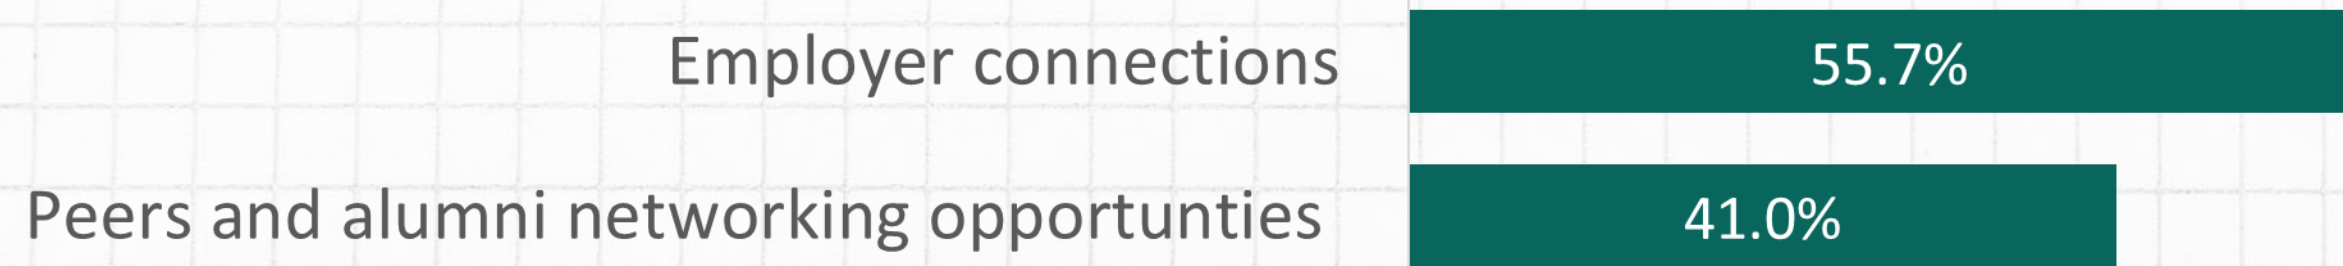 Employer connections 55.7%
Peers and alumni networking opportunties 41.0%